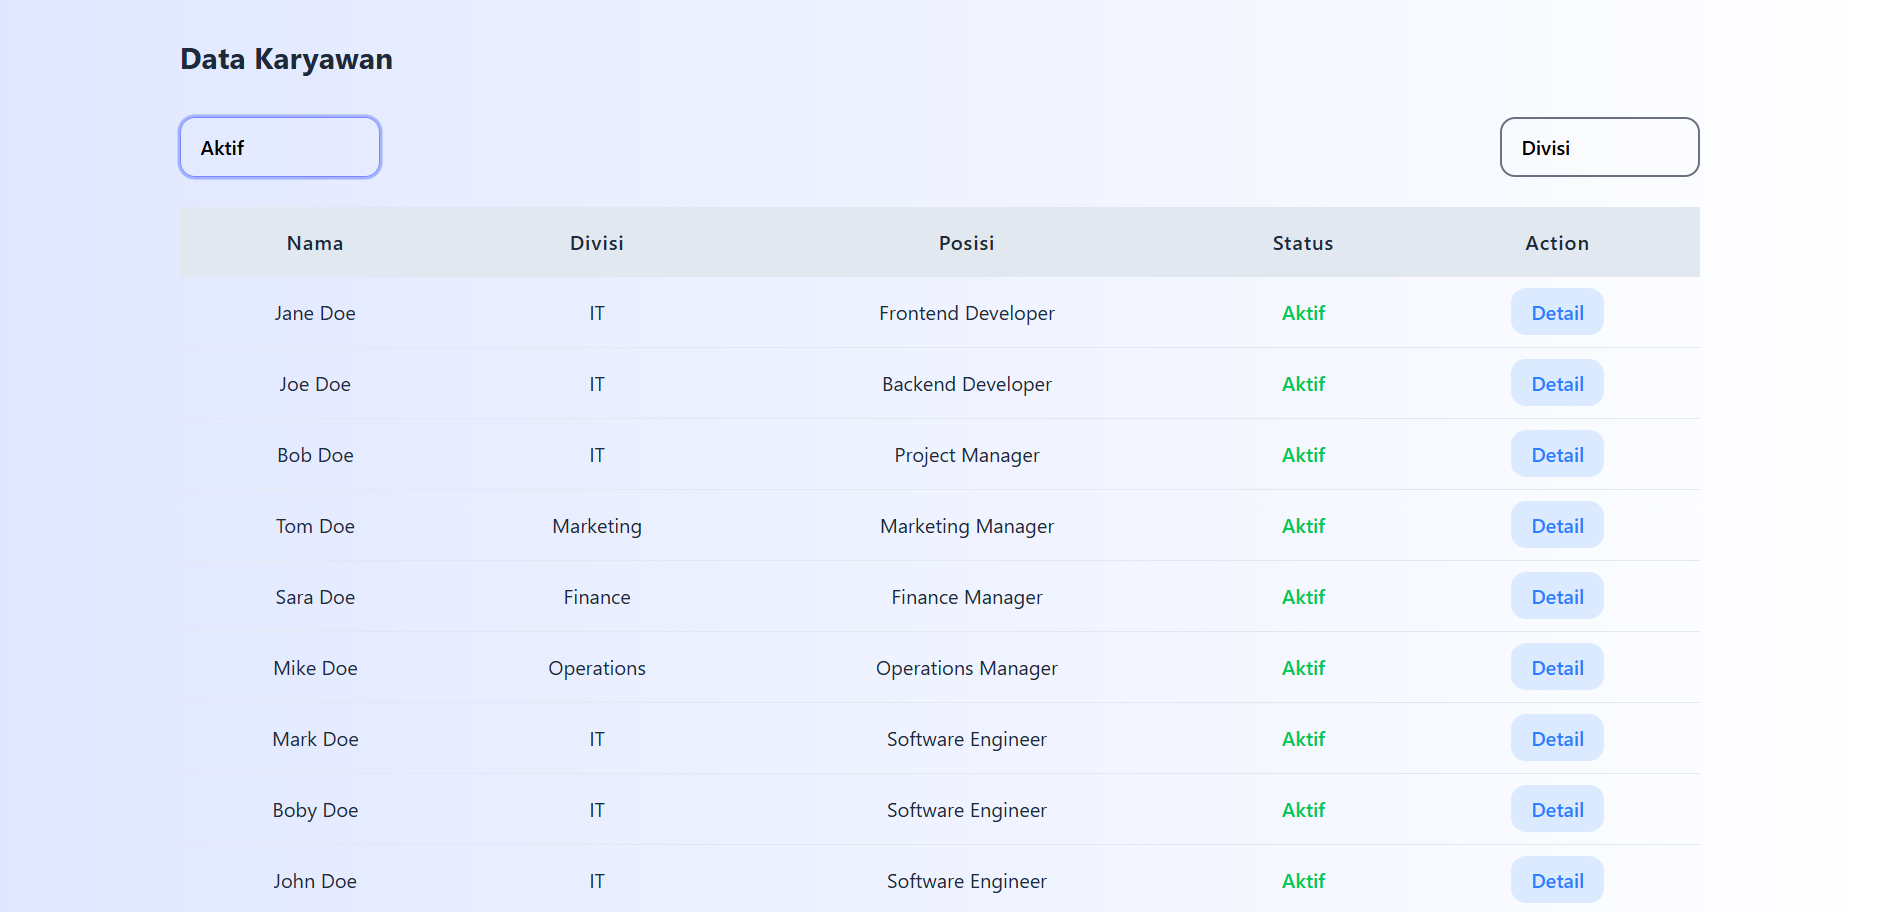 Data Karyawan
Aktif Divisi
Nama Divisi Posisi Status Action
Jane Doe IT Frontend Developer Aktif Detail
Joe Doe IT Backend Developer Aktif Detail
Bob Doe IT Project Manager Aktif Detail
Tom Doe Marketing Marketing Manager Aktif Detail
Sara Doe Finance Finance Manager Aktif Detail
Mike Doe Operations Operations Manager Aktif Detail
Mark Doe IT Software Engineer Aktif Detail
Boby Doe IT Software Engineer Aktif Detail
John Doe IT Software Engineer Aktif Detail